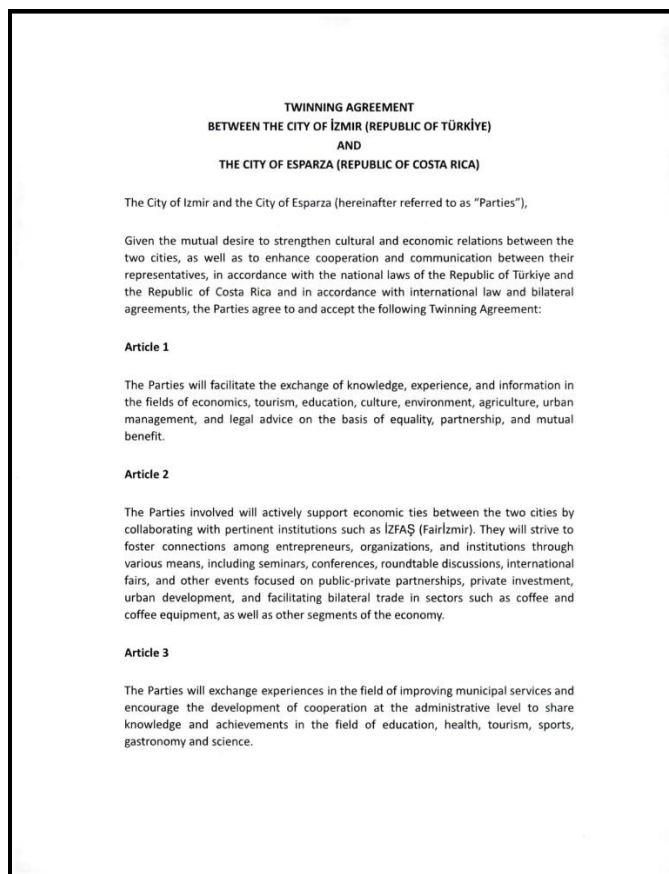 TWINNING AGREEMENT
BETWEEN THE CITY OF İZMIR (REPUBLIC OF TÜRKİYE)
AND
THE CITY OF ESPARZA (REPUBLIC OF COSTA RICA)
The City of Izmir and the City of Esparza (hereinafter referred to as “Parties”),
Given the mutual desire to strengthen cultural and economic relations between the
two cities, as well as to enhance cooperation and communication between their
representatives, in accordance with the national laws of the Republic of Türkiye and
the Republic of Costa Rica and in accordance with international law and bilateral
agreements, the Parties agree to and accept the following Twinning Agreement:
Article 1
The Parties will facilitate the exchange of knowledge, experience, and information in
the fields of economics, tourism, education, culture, environment, agriculture, urban
management, and legal advice on the basis of equality, partnership, and mutual
benefit.
Article 2
The Parties involved will actively support economic ties between the two cities by
collaborating with pertinent institutions such as İZFAŞ (Fairİzmir). They will strive to
foster connections among entrepreneurs, organizations, and institutions through
various means, including seminars, conferences, roundtable discussions, international
fairs, and other events focused on public-private partnerships, private investment,
urban development, and facilitating bilateral trade in sectors such as coffee and
coffee equipment, as well as other segments of the economy.
Article 3
The Parties will exchange experiences in the field of improving municipal services and
encourage the development of cooperation at the administrative level to share
knowledge and achievements in the field of education, health, tourism, sports,
gastronomy and science.